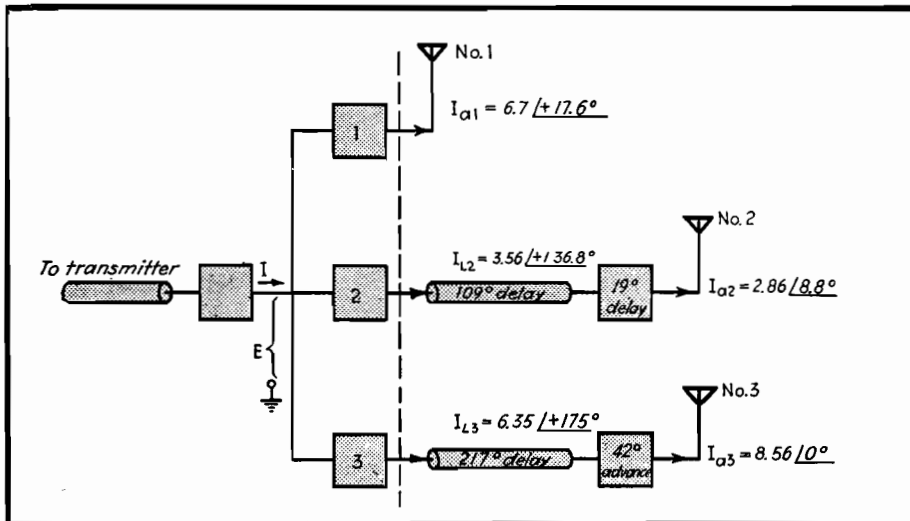 No.1
I_a1 = 6.7 /+17.6°
1
No.2
To transmitter
I
I_L2 = 3.56 /+136.8°
2
109° delay
19° delay
I_a2 = 2.86 /8.8°
E
No.3
I_L3 = 6.35 /+175°
3
217° delay
42° advance
I_a3 = 8.56 /0°